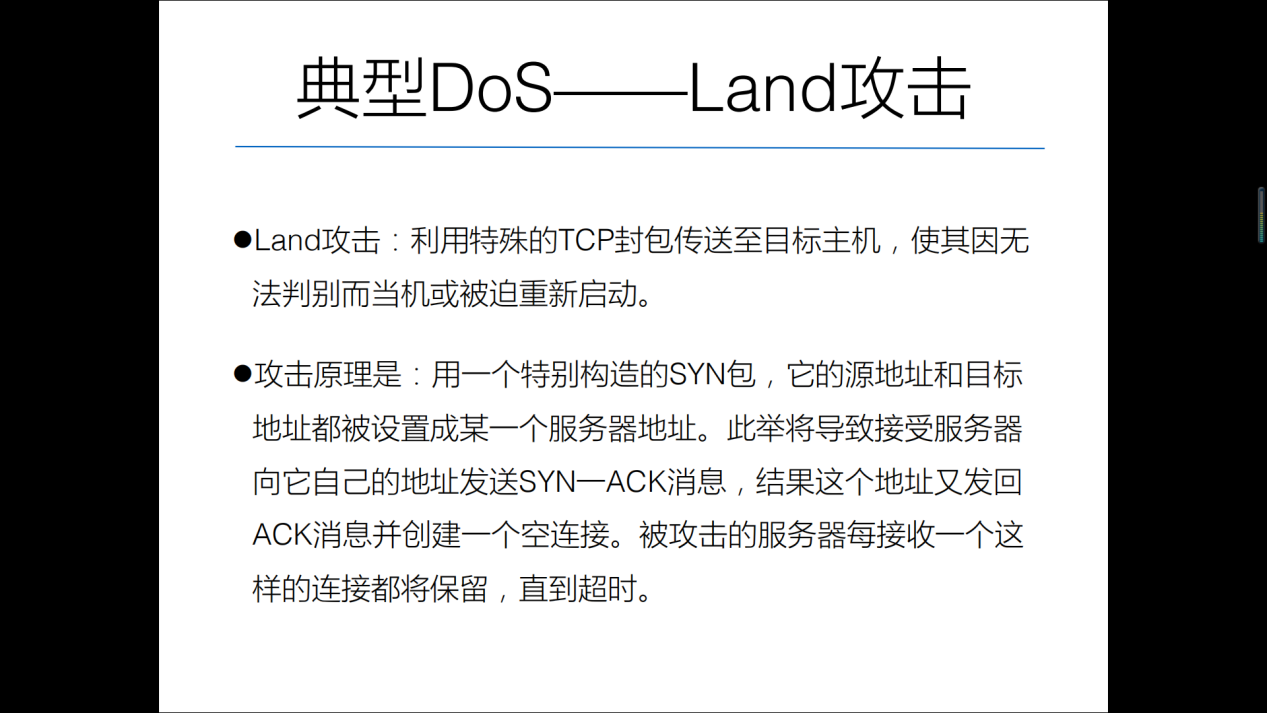 典型DoS——Land攻击
●Land攻击：利用特殊的TCP封包传送至目标主机，使其因无
法判别而当机或被迫重新启动。
●攻击原理是：用一个特别构造的SYN包，它的源地址和目标
地址都被设置成某一个服务器地址。此举将导致接受服务器
向它自己的地址发送SYN—ACK消息，结果这个地址又发回
ACK消息并创建一个空连接。被攻击的服务器每接收一个这
样的连接都将保留，直到超时。